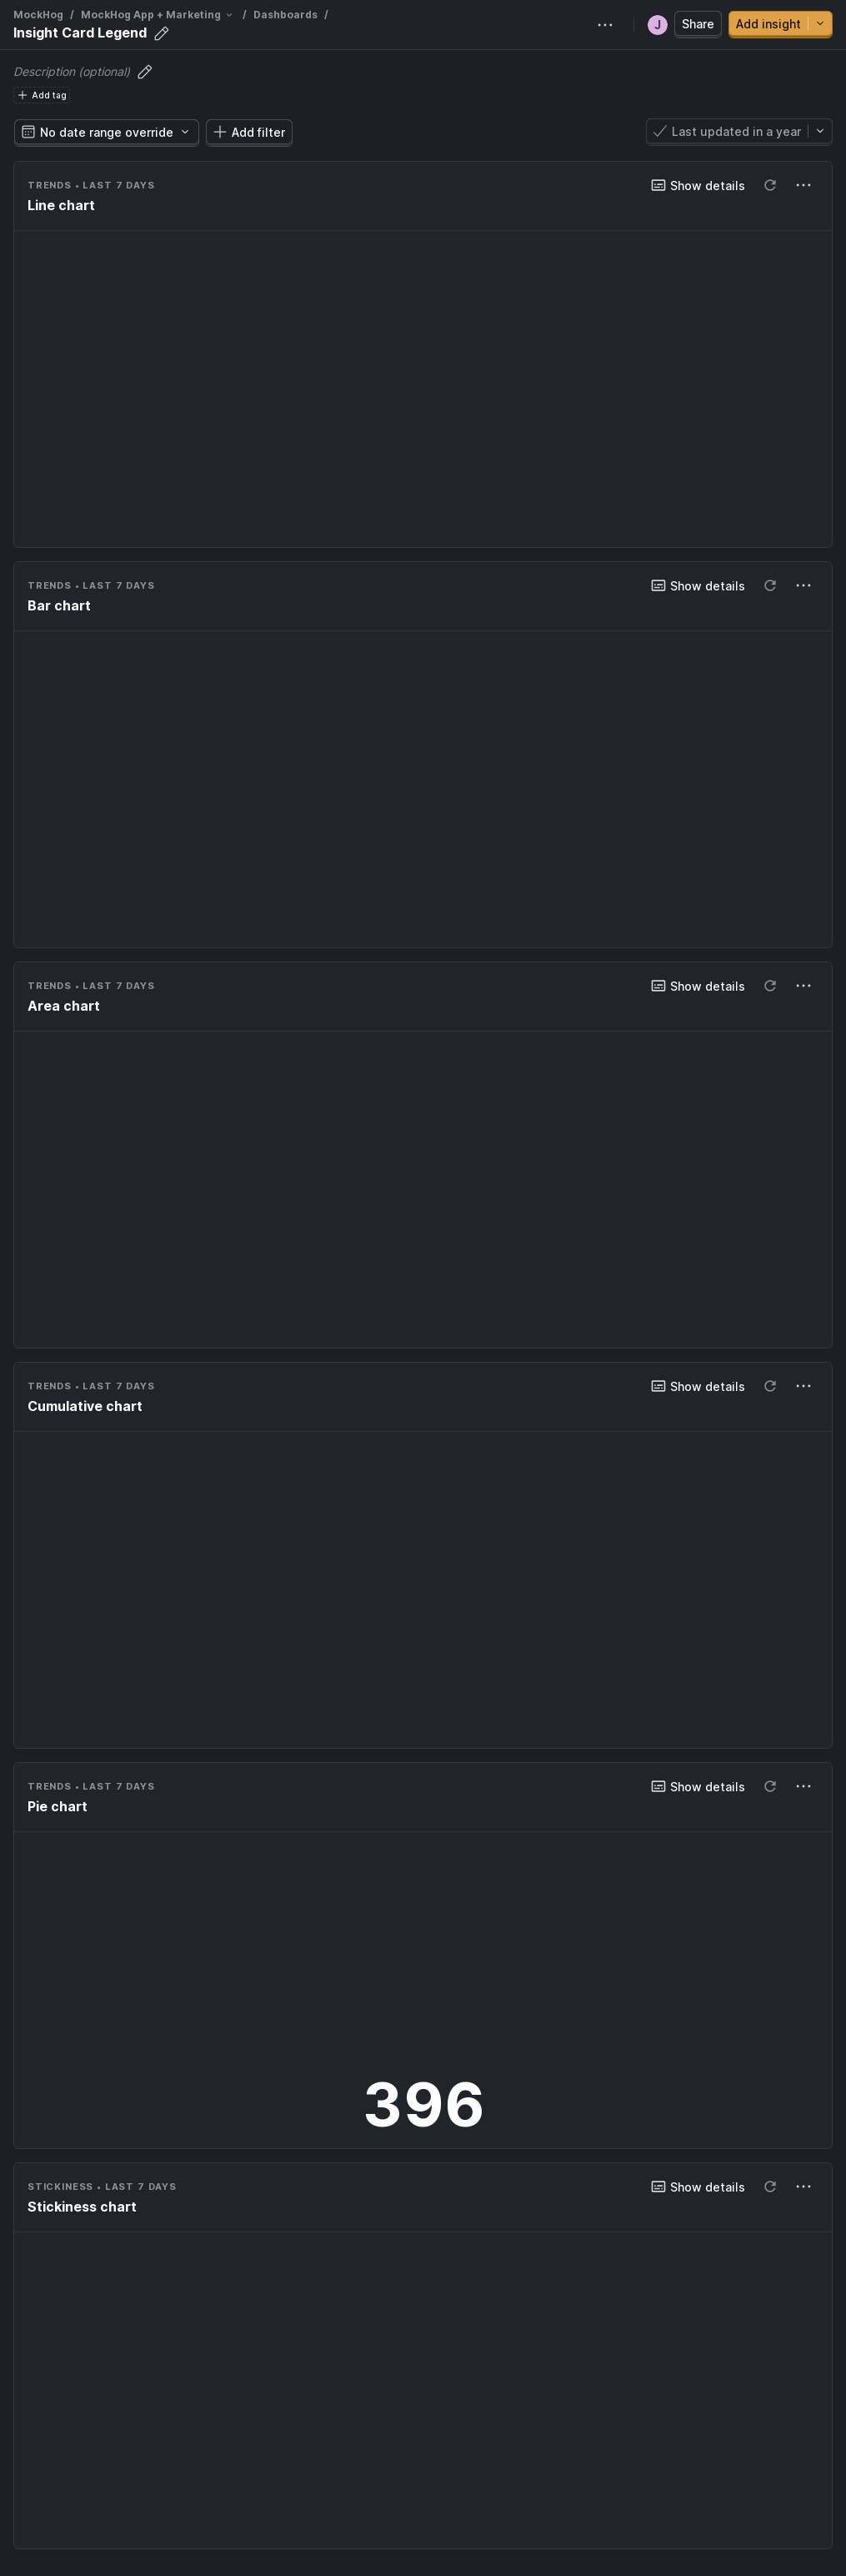 MockHog / MockHog App + Marketing / Dashboards /
Insight Card Legend
J
Share
Add insight
Description (optional)
Add tag
No date range override
Add filter
Last updated in a year
TRENDS • LAST 7 DAYS
Show details
Line chart
TRENDS • LAST 7 DAYS
Show details
Bar chart
TRENDS • LAST 7 DAYS
Show details
Area chart
TRENDS • LAST 7 DAYS
Show details
Cumulative chart
TRENDS • LAST 7 DAYS
Show details
Pie chart
396
STICKINESS • LAST 7 DAYS
Show details
Stickiness chart